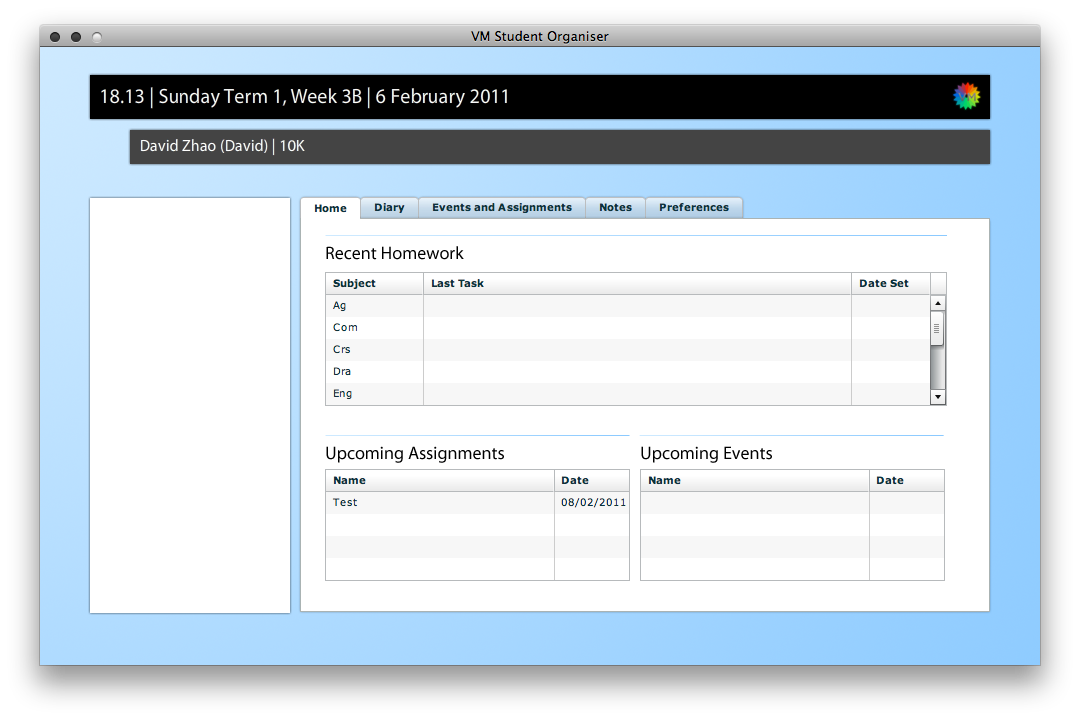 VM Student Organiser
18.13 | Sunday Term 1, Week 3B | 6 February 2011
David Zhao (David) | 10K
Home Diary Events and Assignments Notes Preferences
Recent Homework
Subject Last Task Date Set
Ag
Com
Crs
Dra
Eng
Upcoming Assignments
Name Date
Test 08/02/2011
Upcoming Events
Name Date